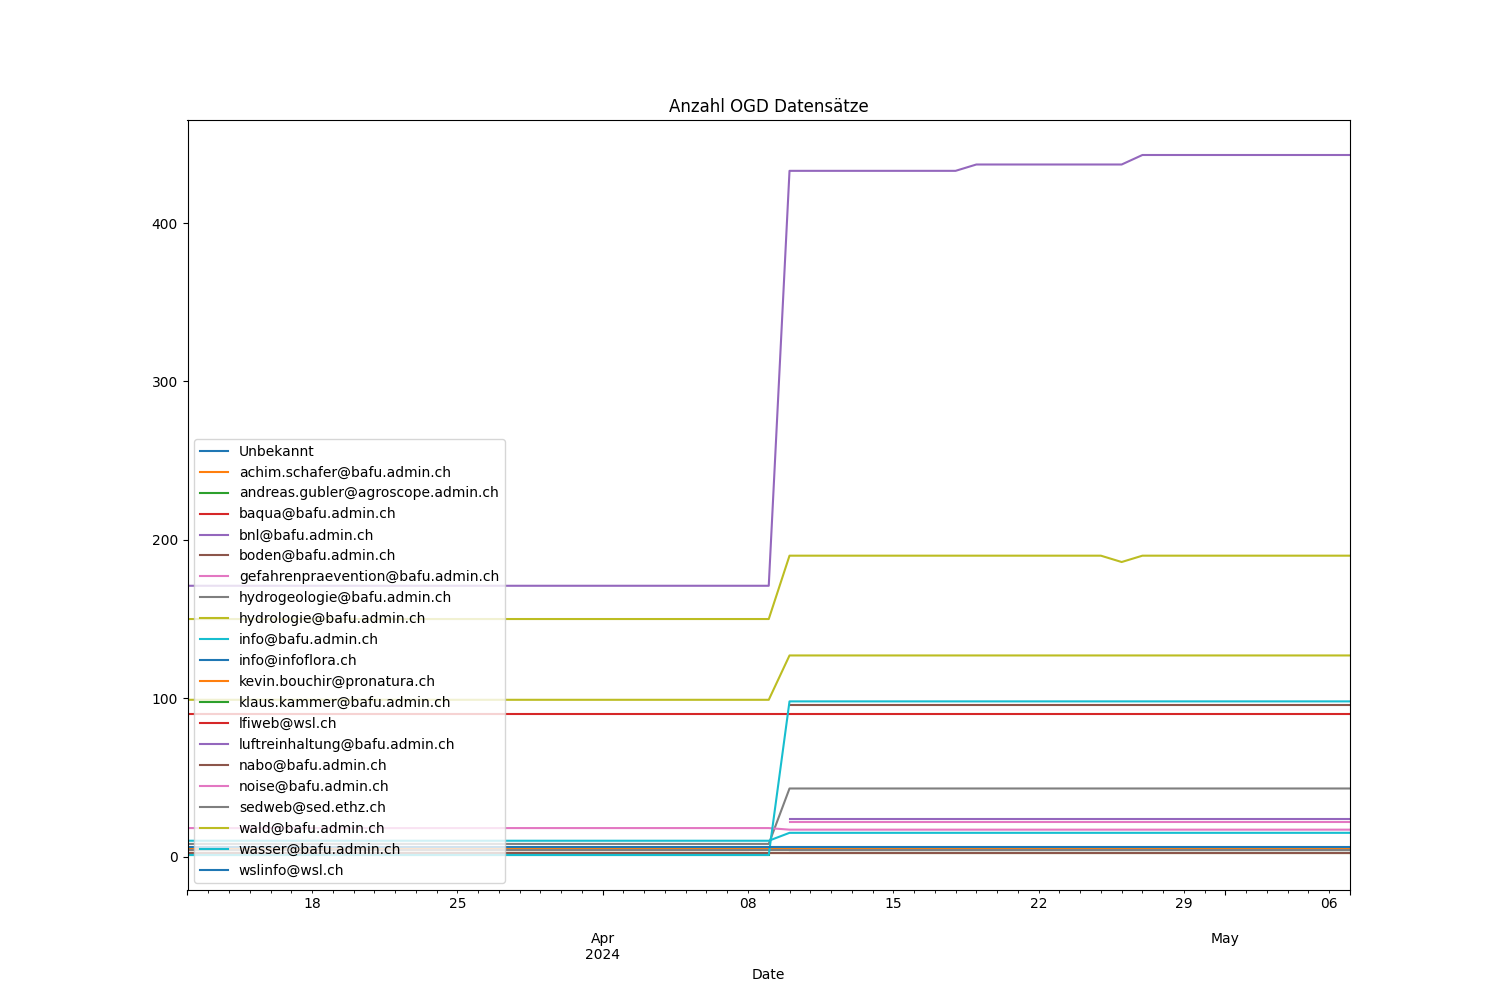 Anzahl OGD Datensätze
400
300
200
100
0
Unbekannt
achim.schafer@bafu.admin.ch
andreas.gubler@agroscope.admin.ch
baqua@bafu.admin.ch
bnl@bafu.admin.ch
boden@bafu.admin.ch
gefahrenpraevention@bafu.admin.ch
hydrogeologie@bafu.admin.ch
hydrologie@bafu.admin.ch
info@bafu.admin.ch
info@infoflora.ch
kevin.bouchir@pronatura.ch
klaus.kammer@bafu.admin.ch
lfiweb@wsl.ch
luftreinhaltung@bafu.admin.ch
nabo@bafu.admin.ch
noise@bafu.admin.ch
sedweb@sed.ethz.ch
wald@bafu.admin.ch
wasser@bafu.admin.ch
wslinfo@wsl.ch
18 25 08 15 22 29 06
Apr May
2024
Date